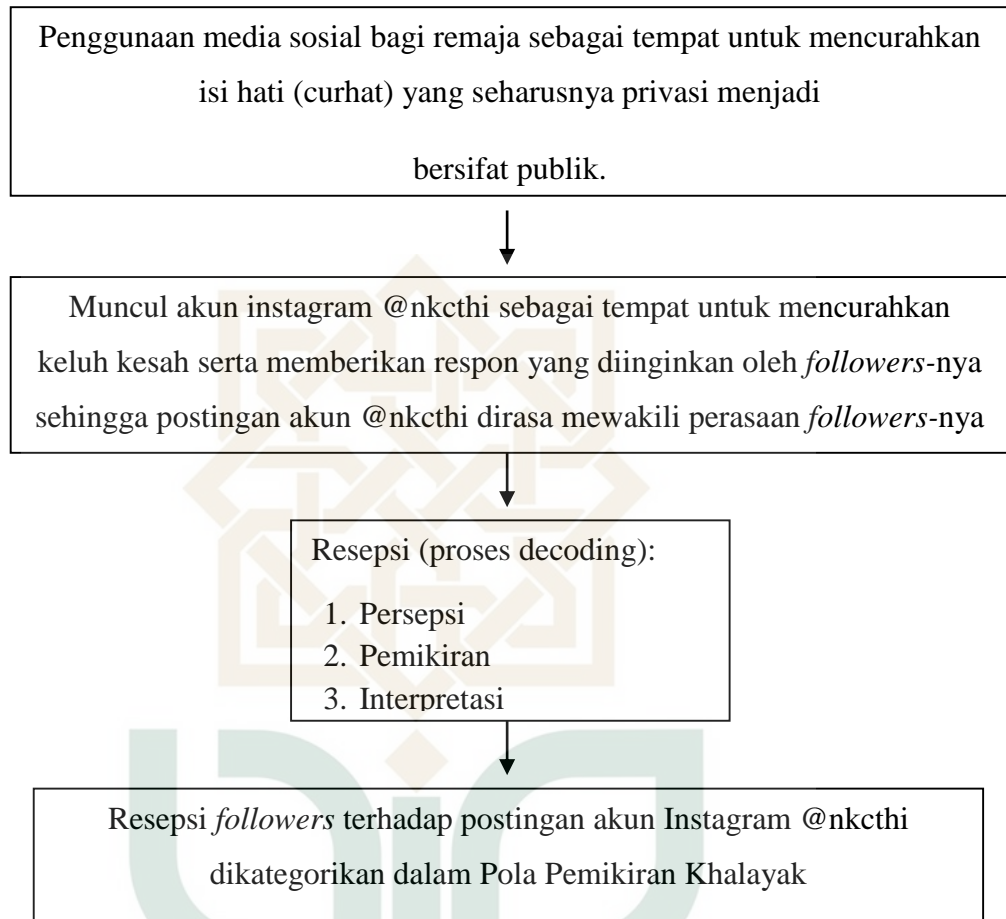 Penggunaan media sosial bagi remaja sebagai tempat untuk mencurahkan
isi hati (curhat) yang seharusnya privasi menjadi
bersifat publik.
Muncul akun instagram @nkcthi sebagai tempat untuk mencurahkan
keluh kesah serta memberikan respon yang diinginkan oleh followers-nya
sehingga postingan akun @nkcthi dirasa mewakili perasaan followers-nya
Resepsi (proses decoding):
1. Persepsi
2. Pemikiran
3. Interpretasi
Resepsi followers terhadap postingan akun Instagram @nkcthi
dikategorikan dalam Pola Pemikiran Khalayak